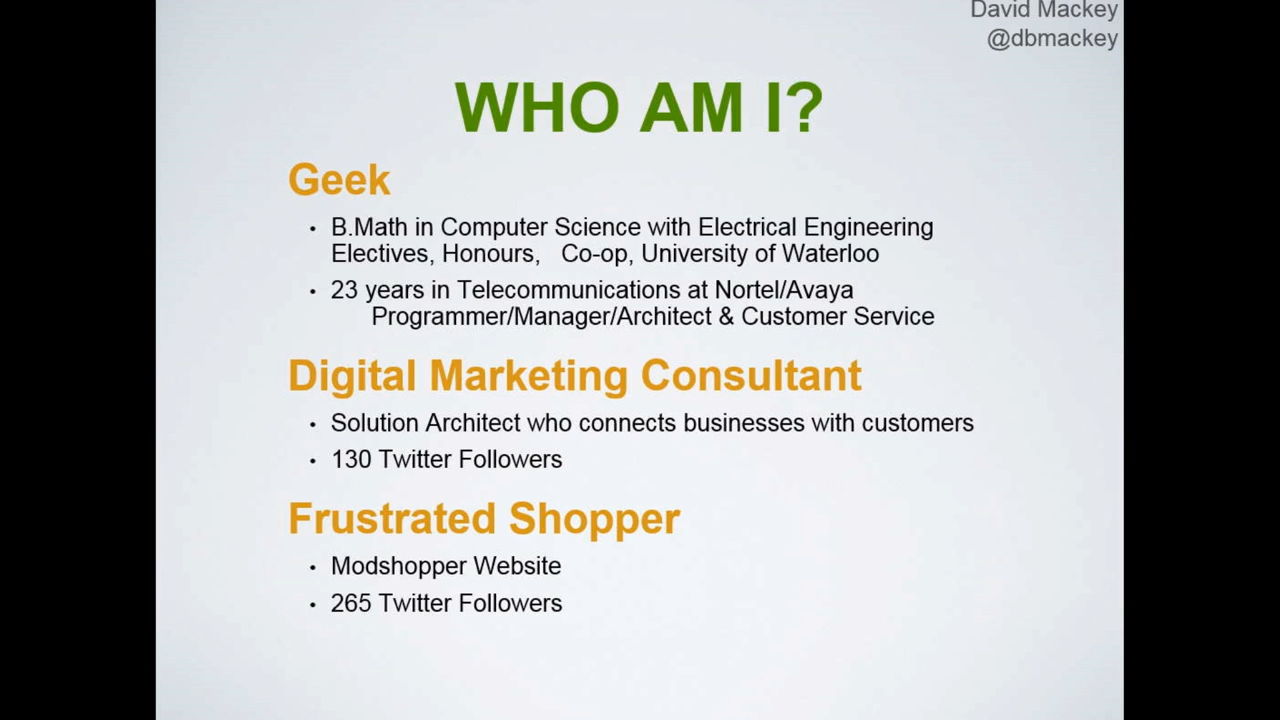 David Mackey
@dbmackey
WHO AM I?
Geek
• B.Math in Computer Science with Electrical Engineering
Electives, Honours,   Co-op, University of Waterloo
• 23 years in Telecommunications at Nortel/Avaya
Programmer/Manager/Architect & Customer Service
Digital Marketing Consultant
• Solution Architect who connects businesses with customers
• 130 Twitter Followers
Frustrated Shopper
• Modshopper Website
• 265 Twitter Followers